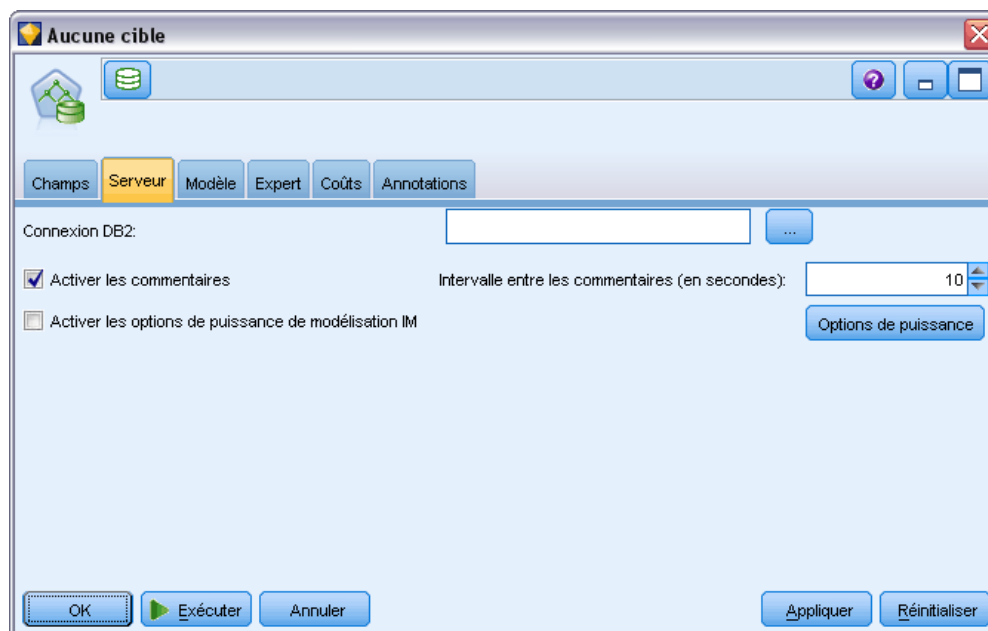 Aucune cible
Champs Serveur Modèle Expert Coûts Annotations
Connexion DB2: ...
Activer les commentaires Intervalle entre les commentaires (en secondes): 10
Activer les options de puissance de modélisation IM Options de puissance
OK Exécuter Annuler Appliquer Réinitialiser